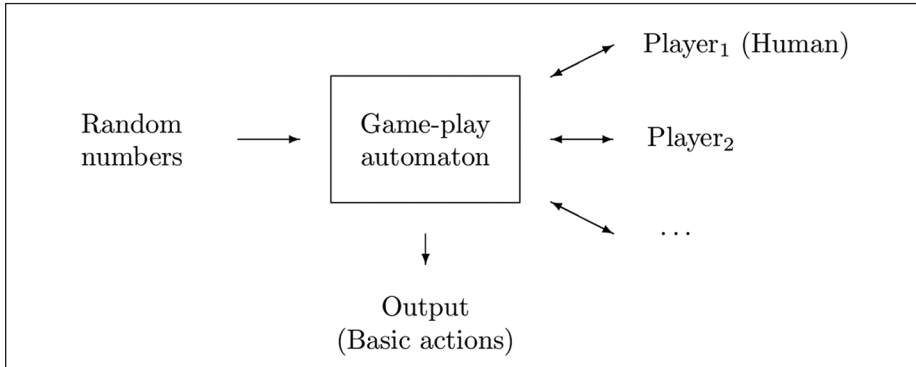 Player₁ (Human)
Random
numbers
Game-play
automaton
Player₂
...
Output
(Basic actions)